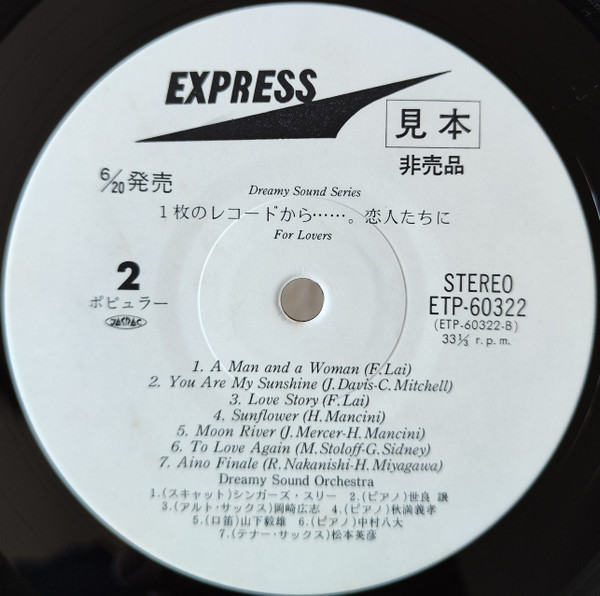 EXPRESS
見本
非売品
6/20発売
Dreamy Sound Series
1枚のレコードから……。恋人たちに
For Lovers
2
ポピュラー
JASRAC
STEREO
ETP-60322
(ETP-60322-B)
33⅓ r.p.m.
1. A Man and a Woman (F.Lai)
2. You Are My Sunshine (J.Davis-C.Mitchell)
3. Love Story (F.Lai)
4. Sunflower (H.Mancini)
5. Moon River (J.Mercer-H.Mancini)
6. To Love Again (M.Stoloff-G.Sidney)
7. Aino Finale (R.Nakanishi-H.Miyagawa)
Dreamy Sound Orchestra
1.(スキャット)シンガーズ・スリー 2.(ピアノ)世良 譲
3.(アルト・サックス)岡崎広志 4.(ピアノ)秋満義孝
5.(口笛)山下毅雄 6.(ピアノ)中村八大
7.(テナー・サックス)松本英彦